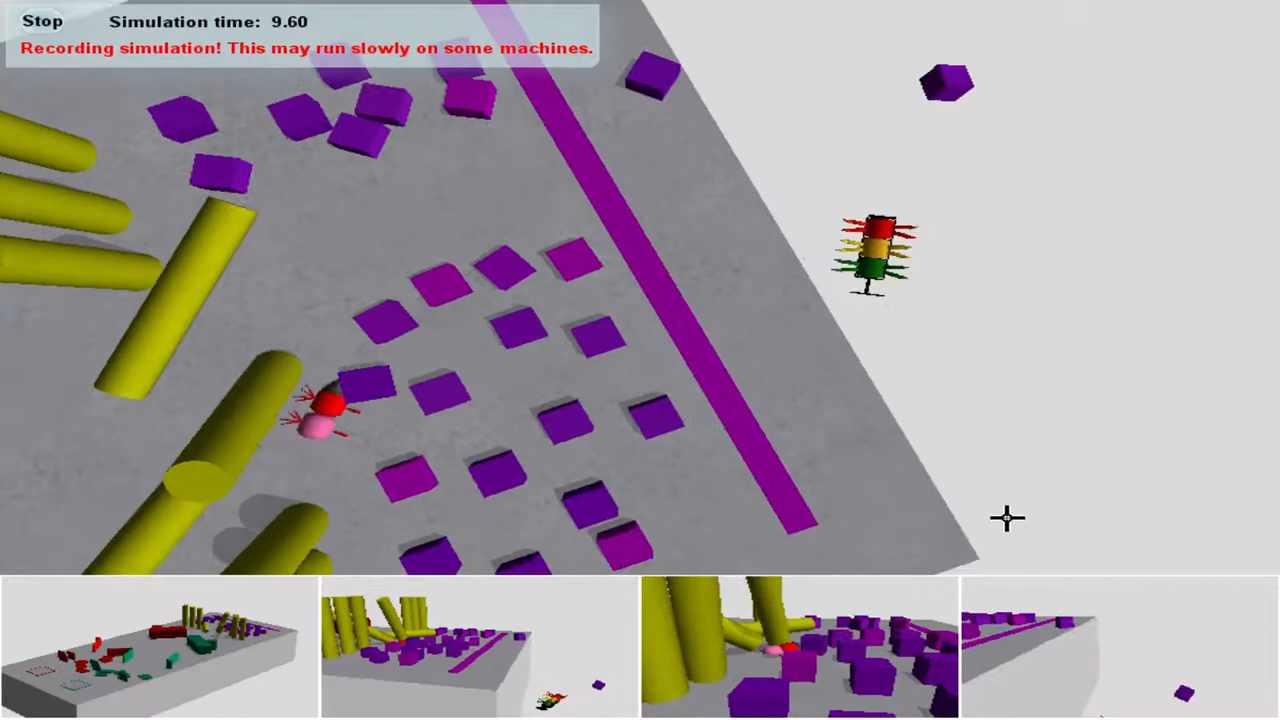 Stop Simulation time: 9.60
Recording simulation! This may run slowly on some machines.